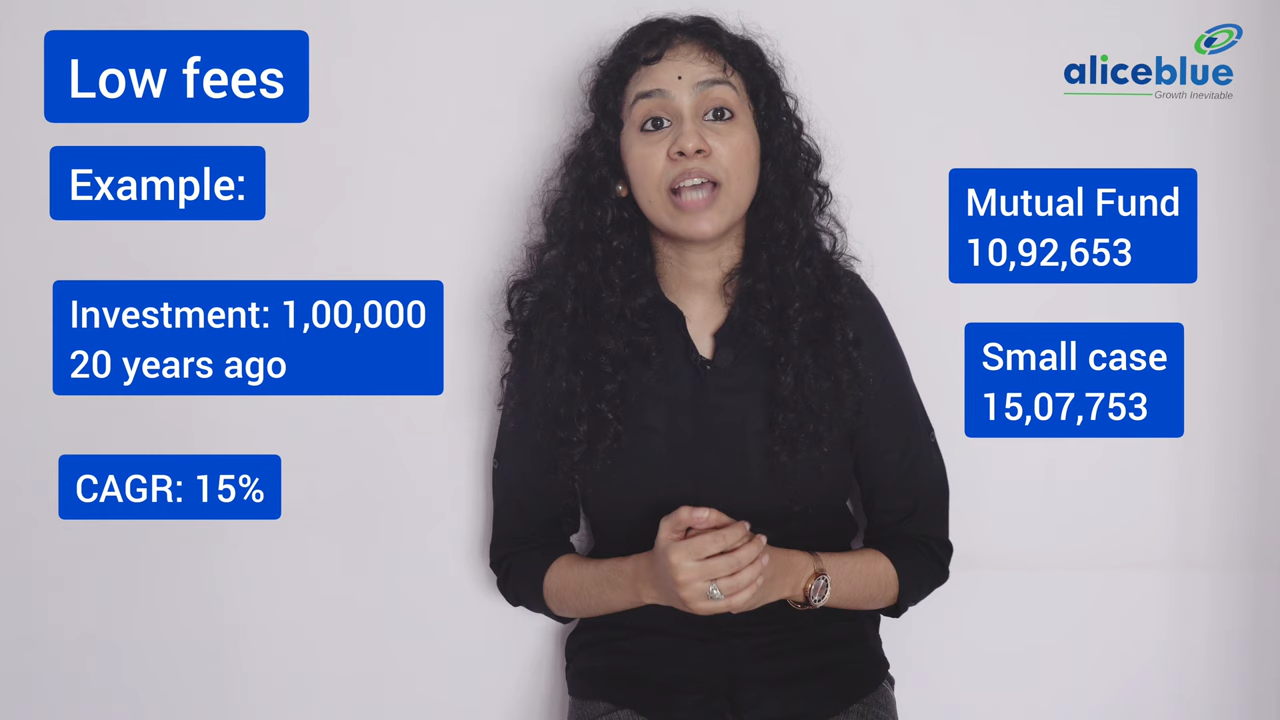 Low fees
Example:
Investment: 1,00,000
20 years ago
CAGR: 15%
aliceblue
Growth Inevitable
Mutual Fund
10,92,653
Small case
15,07,753